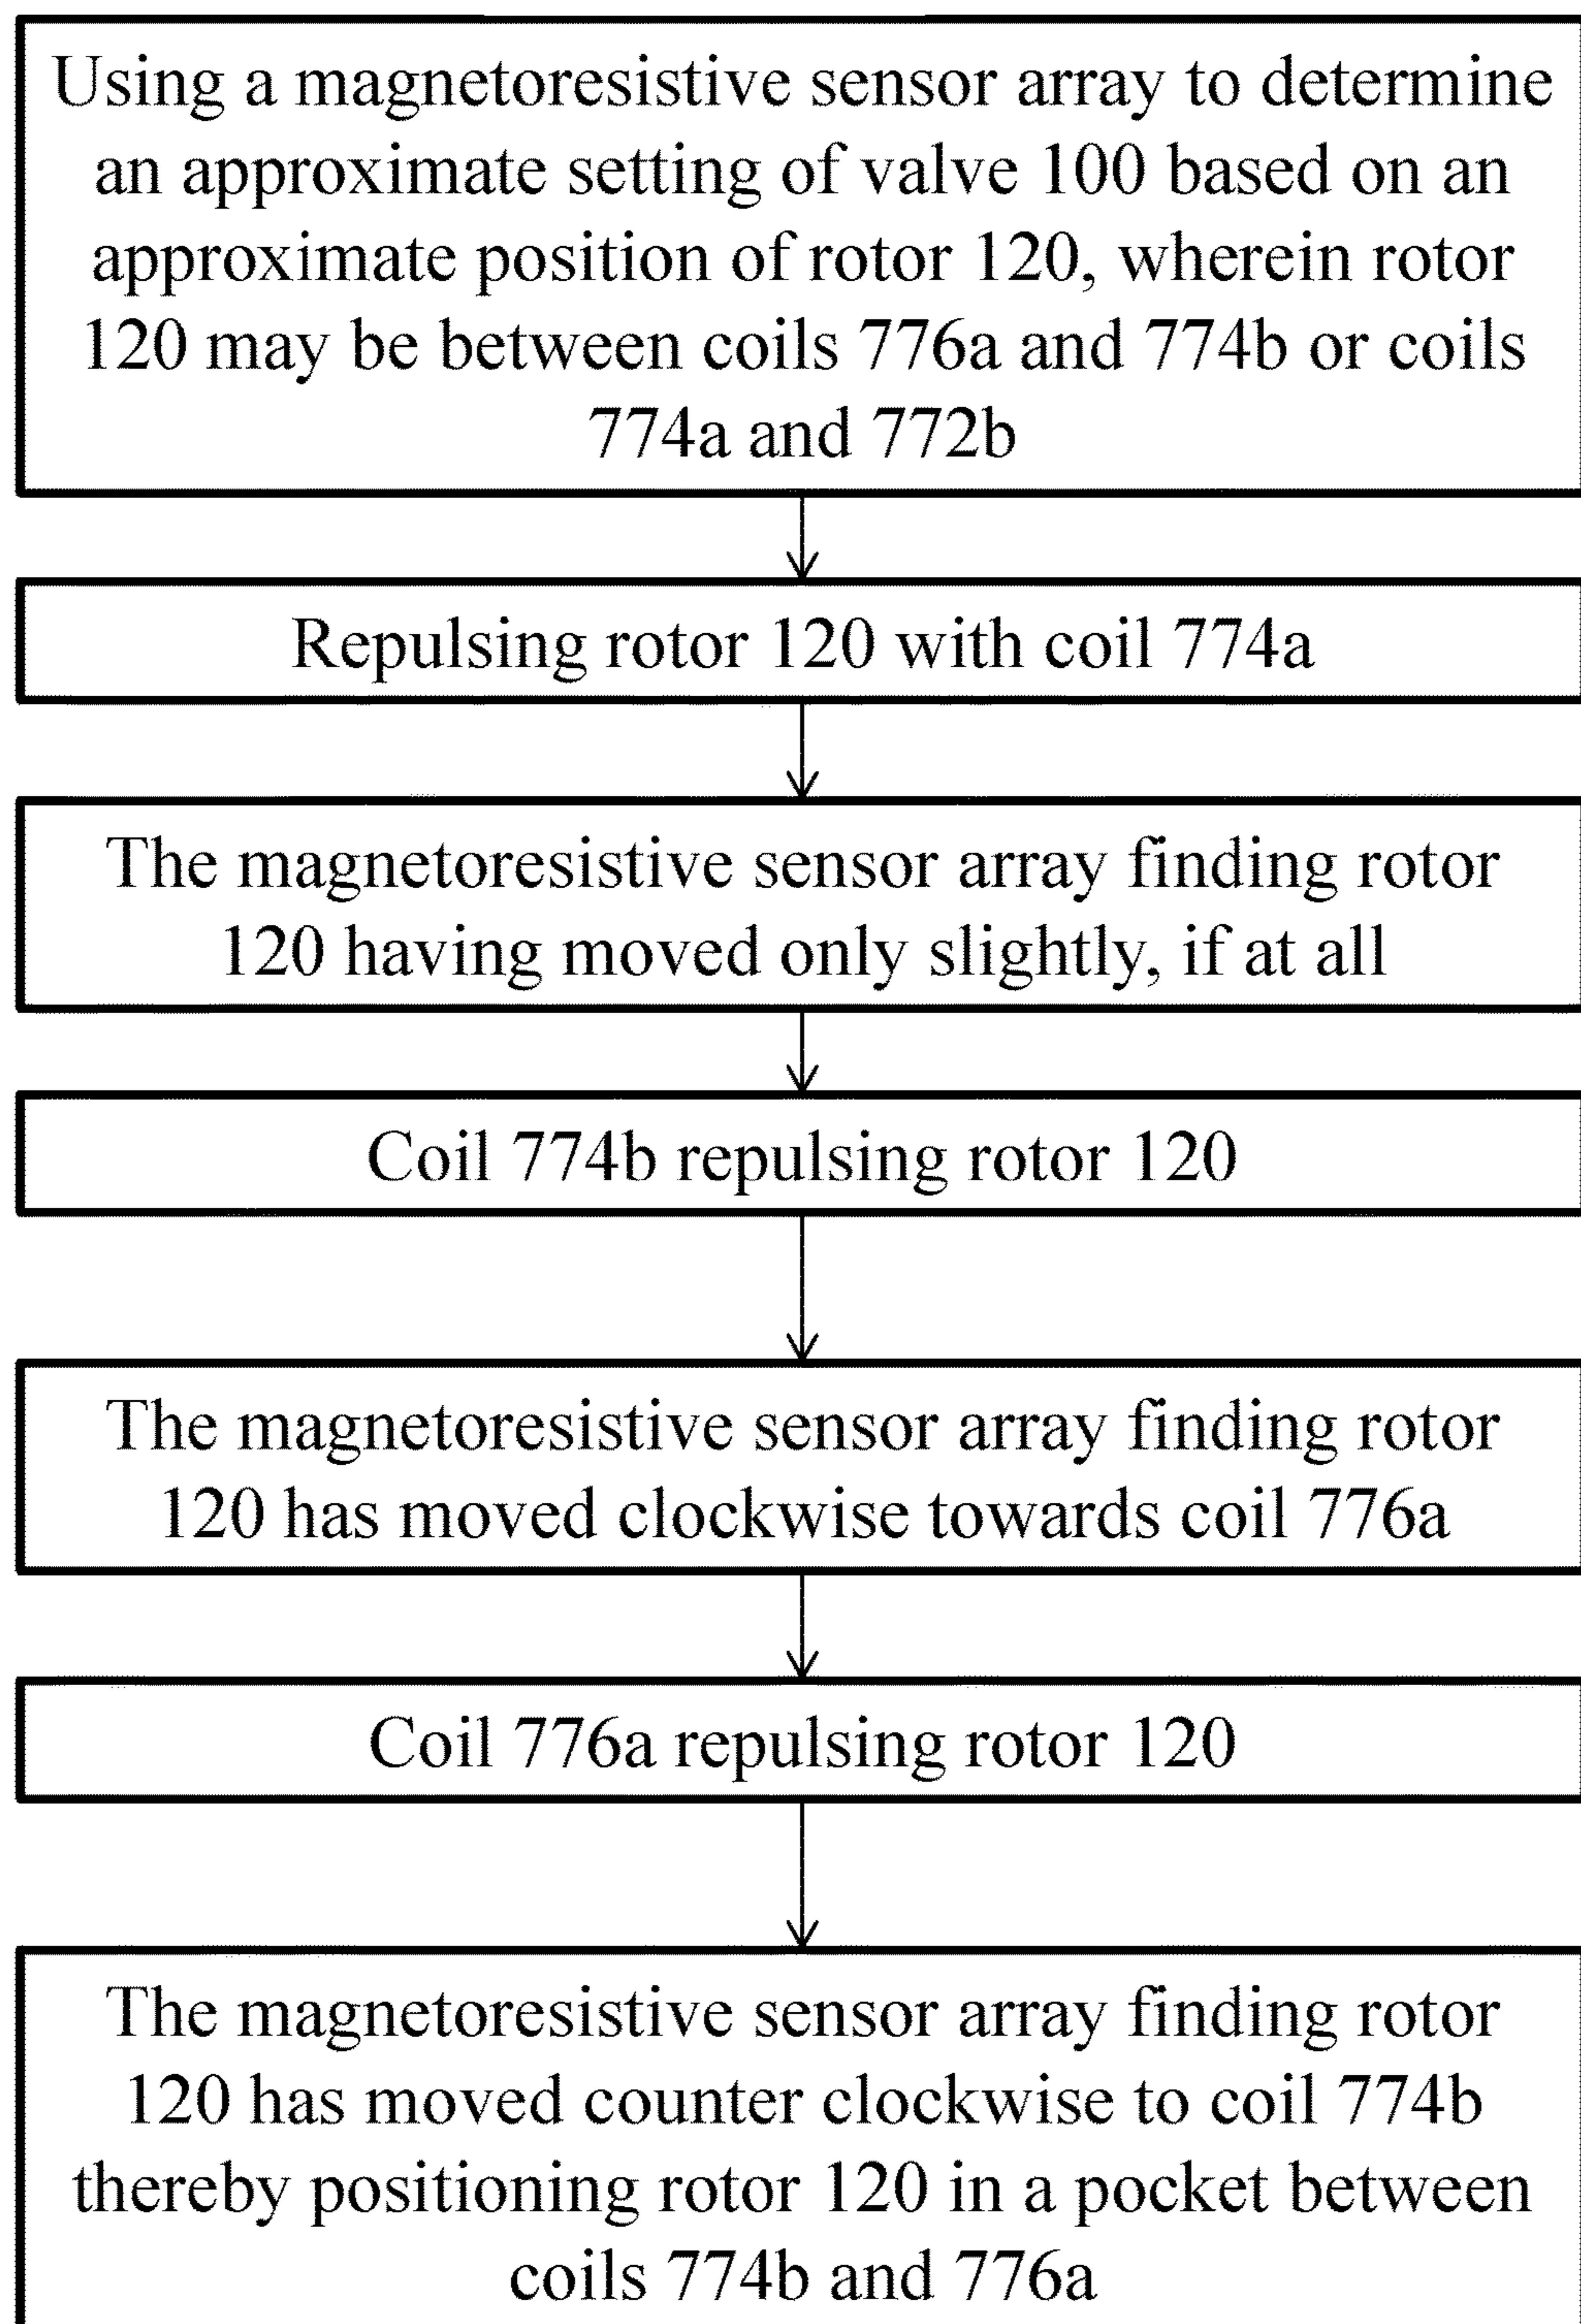 Using a magnetoresistive sensor array to determine
an approximate setting of valve 100 based on an
approximate position of rotor 120, wherein rotor
120 may be between coils 776a and 774b or coils
774a and 772b
Repulsing rotor 120 with coil 774a
The magnetoresistive sensor array finding rotor
120 having moved only slightly, if at all
Coil 774b repulsing rotor 120
The magnetoresistive sensor array finding rotor
120 has moved clockwise towards coil 776a
Coil 776a repulsing rotor 120
The magnetoresistive sensor array finding rotor
120 has moved counter clockwise to coil 774b
thereby positioning rotor 120 in a pocket between
coils 774b and 776a